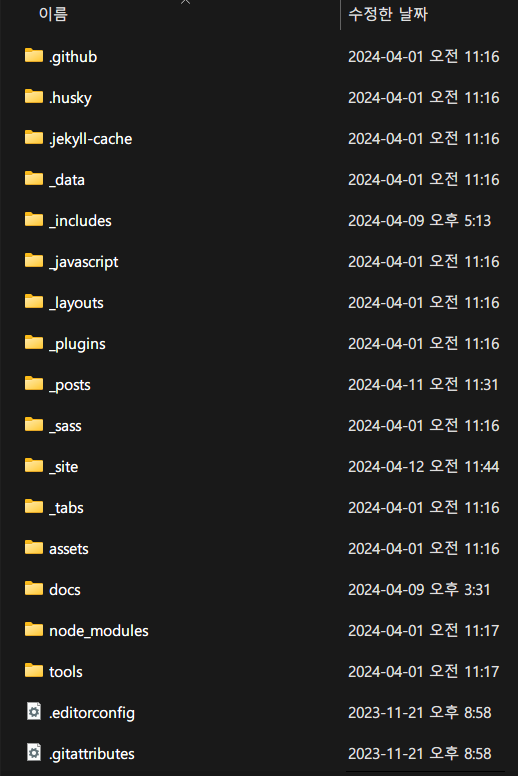 이름 수정한 날짜
.github 2024-04-01 오전 11:16
.husky 2024-04-01 오전 11:16
.jekyll-cache 2024-04-01 오전 11:16
_data 2024-04-01 오전 11:16
_includes 2024-04-09 오후 5:13
_javascript 2024-04-01 오전 11:16
_layouts 2024-04-01 오전 11:16
_plugins 2024-04-01 오전 11:16
_posts 2024-04-11 오전 11:31
_sass 2024-04-01 오전 11:16
_site 2024-04-12 오전 11:44
_tabs 2024-04-01 오전 11:16
assets 2024-04-01 오전 11:16
docs 2024-04-09 오후 3:31
node_modules 2024-04-01 오전 11:17
tools 2024-04-01 오전 11:17
.editorconfig 2023-11-21 오후 8:58
.gitattributes 2023-11-21 오후 8:58